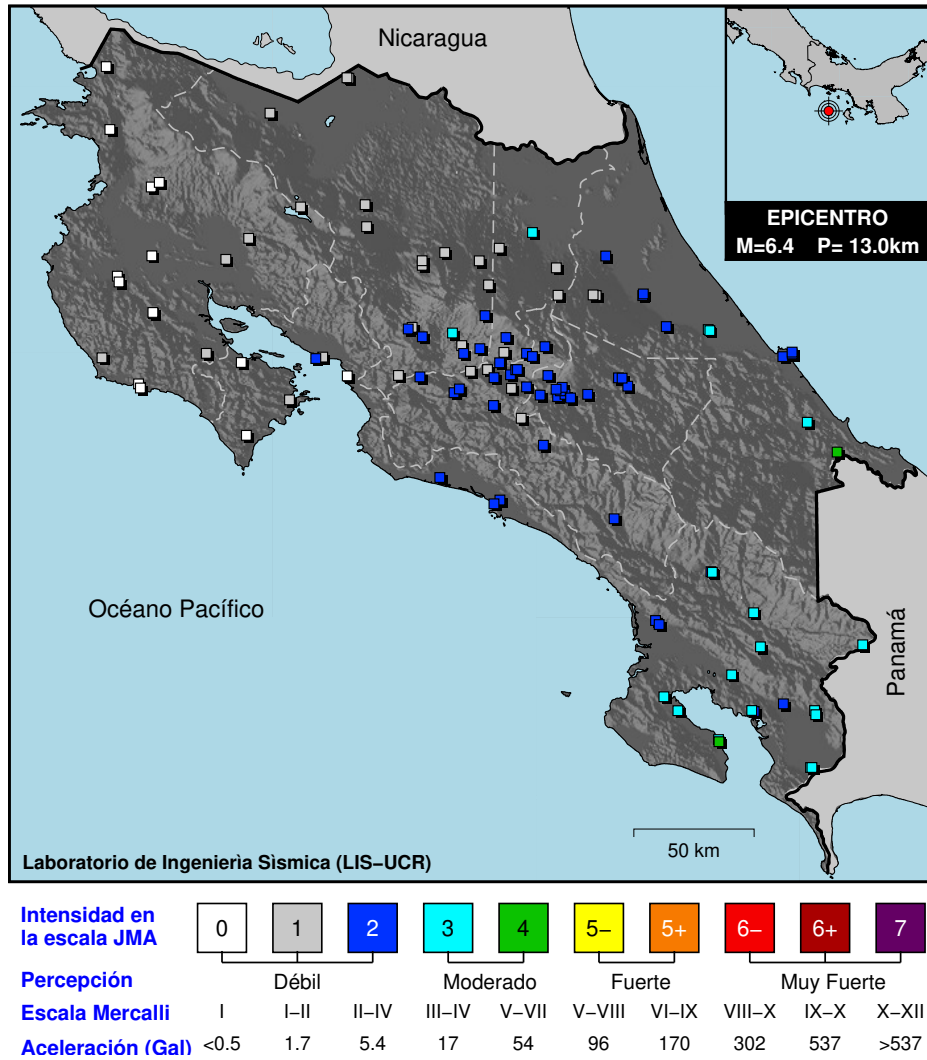 Nicaragua
EPICENTRO
M=6.4 P= 13.0km
Océano Pacífico
Panamá
50 km
Laboratorio de Ingenierìa Sìsmica (LIS–UCR)
Intensidad en
la escala JMA
0 1 2 3 4 5− 5+ 6− 6+ 7
Percepción Débil Moderado Fuerte Muy Fuerte
Escala Mercalli I I–II II–IV III–IV V–VII V–VIII VI–IX VIII–X IX–X X–XII
Aceleración (Gal) <0.5 1.7 5.4 17 54 96 170 302 537 >537